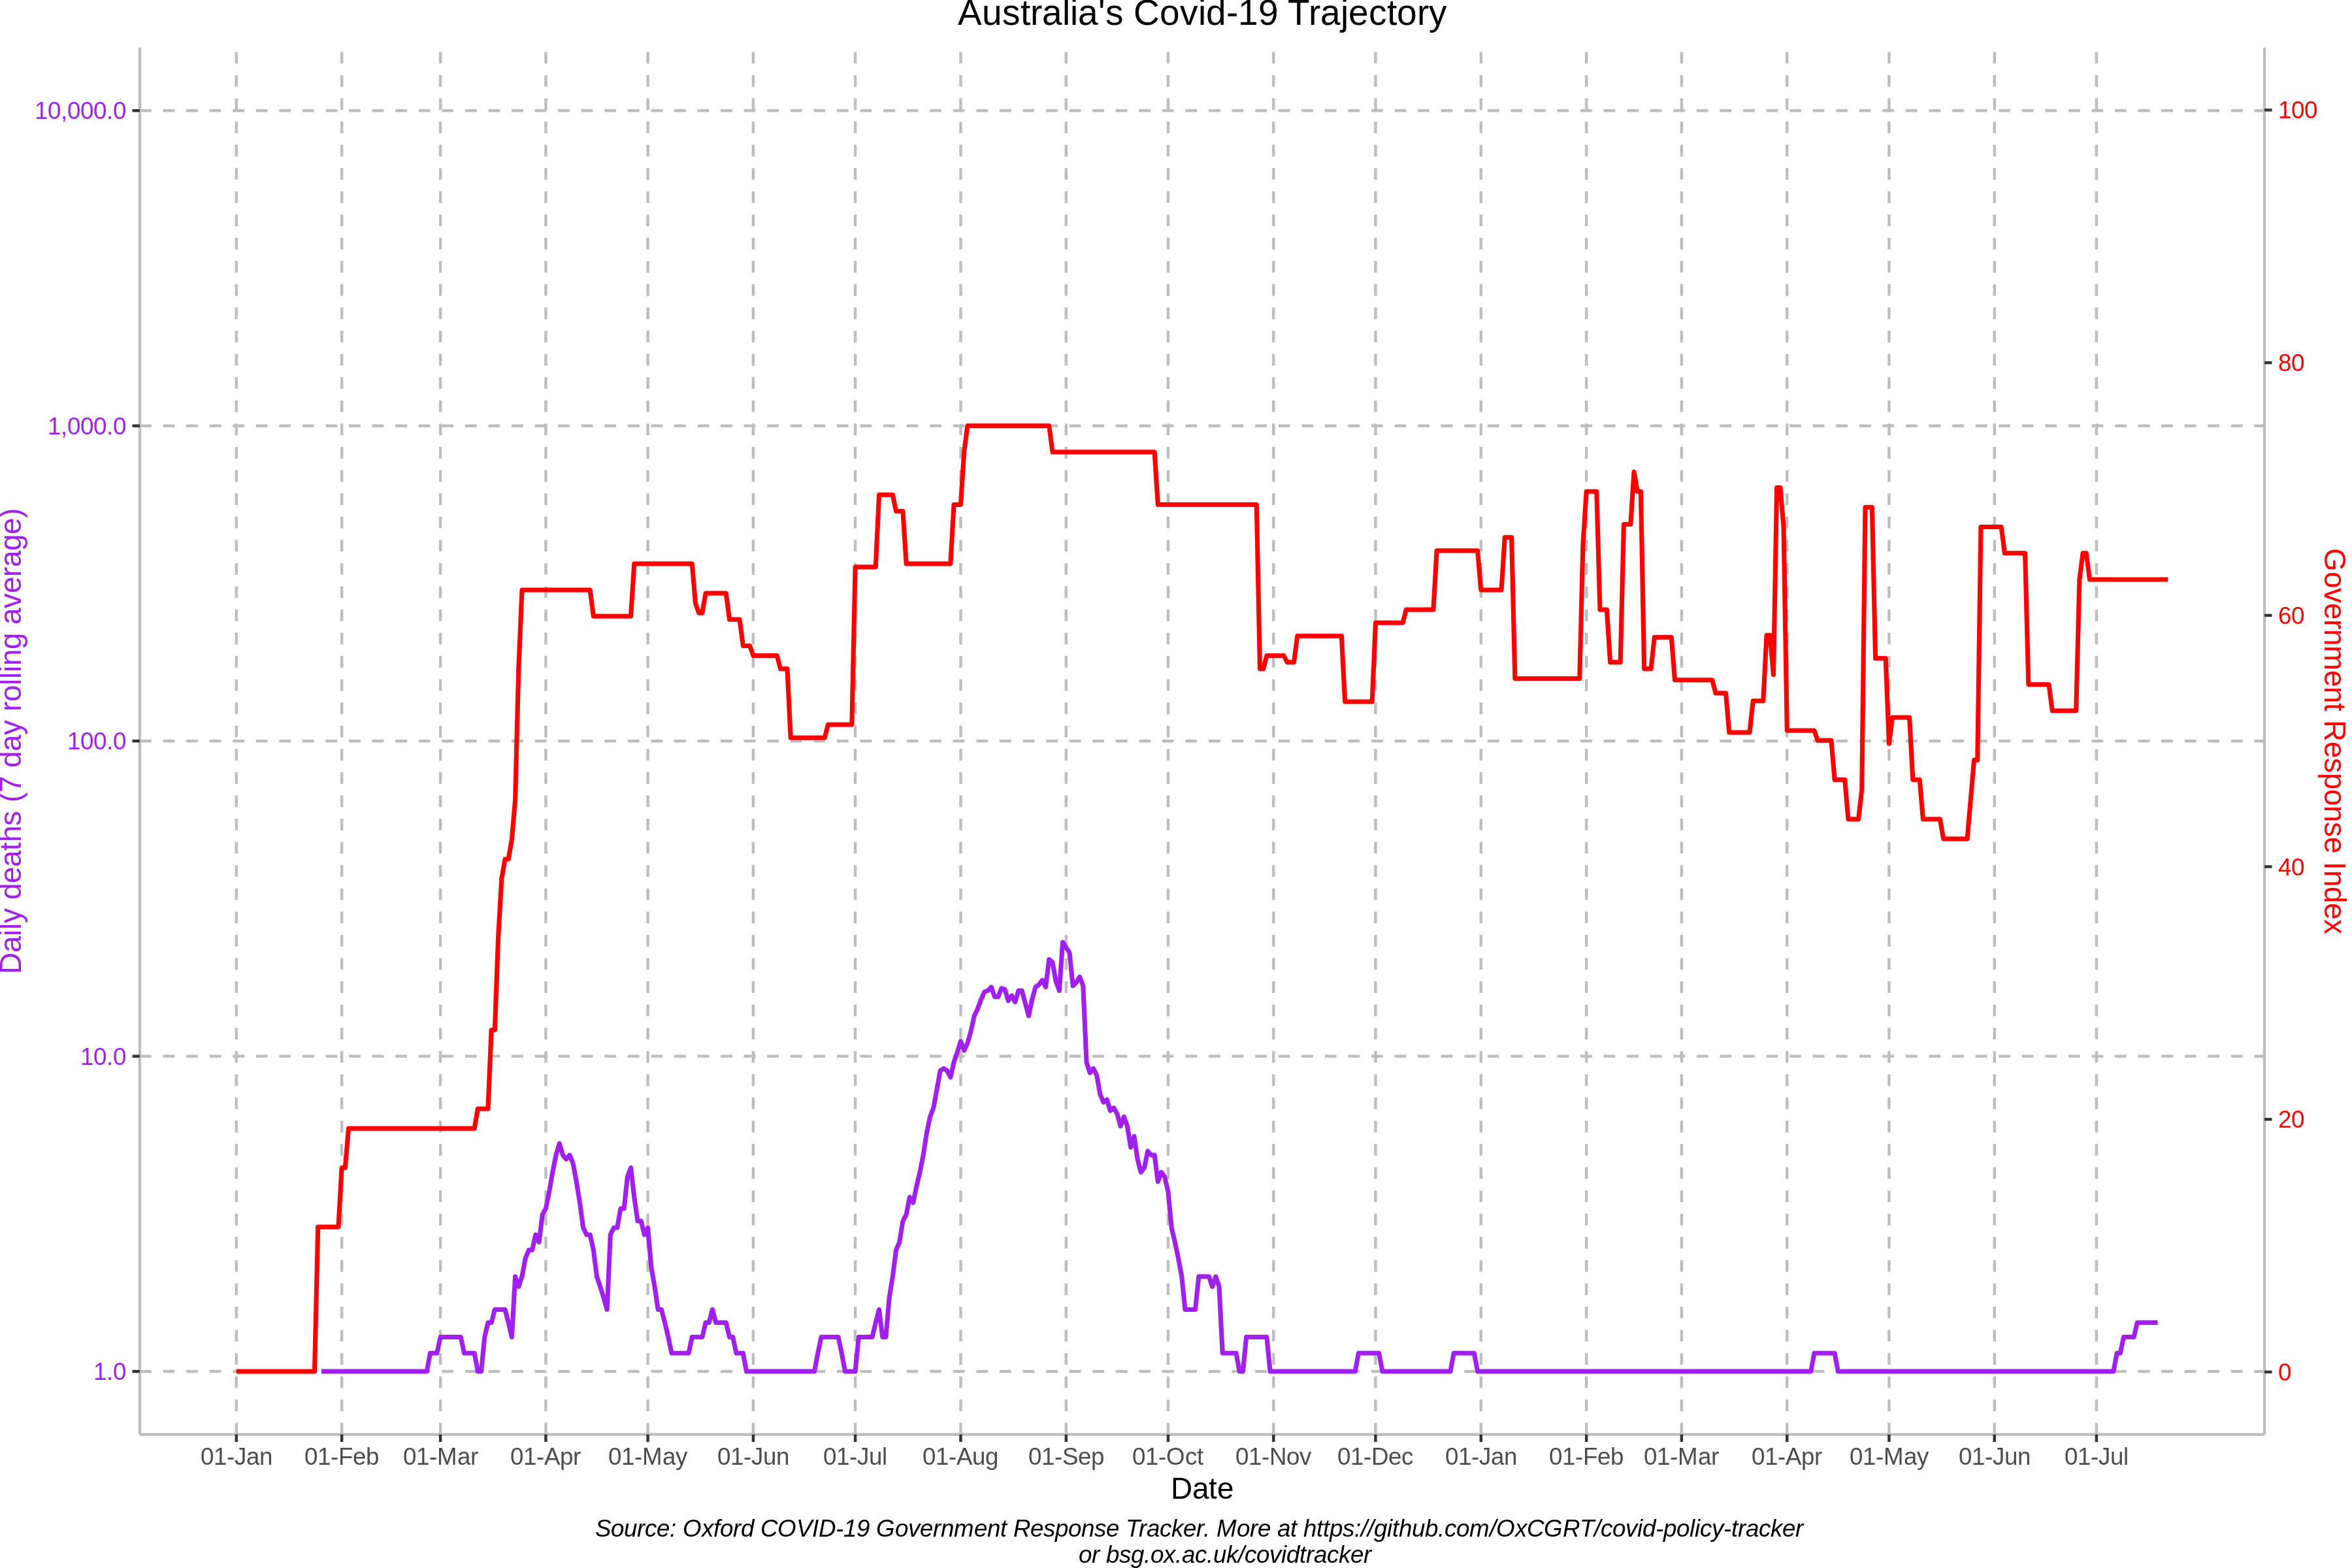 Australia's Covid-19 Trajectory
10,000.0
1,000.0
100.0
10.0
1.0
Daily deaths (7 day rolling average)
100
80
60
40
20
0
Government Response Index
01-Jan 01-Feb 01-Mar 01-Apr 01-May 01-Jun 01-Jul 01-Aug 01-Sep 01-Oct 01-Nov 01-Dec 01-Jan 01-Feb 01-Mar 01-Apr 01-May 01-Jun 01-Jul
Date
Source: Oxford COVID-19 Government Response Tracker. More at https://github.com/OxCGRT/covid-policy-tracker
or bsg.ox.ac.uk/covidtracker